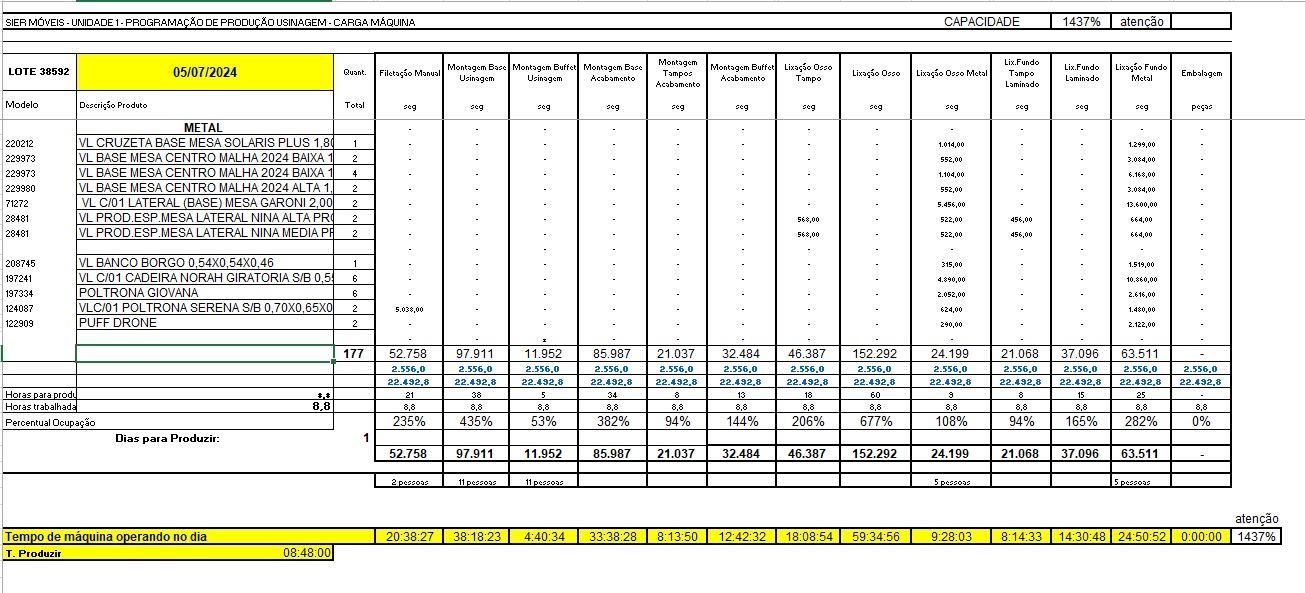 SIER MÓVEIS - UNIDADE 1 - PROGRAMAÇÃO DE PRODUÇÃO USINAGEM - CARGA MÁQUINA CAPACIDADE 1437% atenção
LOTE 38592 05/07/2024 Quant. Filetação Manual Montagem Base Usinagem Montagem Buffet Usinagem Montagem Base Acabamento Montagem Tampos Acabamento Montagem Buffet Acabamento Lixação Osso Tampo Lixação Osso Lixação Osso Metal Lix.Fundo Tampo Laminado Lix.Fundo Laminado Lixação Fundo Metal Embalagem
Modelo Descrição Produto Total seg seg seg seg seg seg seg seg seg seg seg seg peças
METAL - - - - - - - - - - - - -
220212 VL CRUZETA BASE MESA SOLARIS PLUS 1,80 1 - - - - - - - - 1.014,00 - - 1.299,00 -
229973 VL BASE MESA CENTRO MALHA 2024 BAIXA 1 2 - - - - - - - - 552,00 - - 3.084,00 -
229973 VL BASE MESA CENTRO MALHA 2024 BAIXA 1 4 - - - - - - - - 1.104,00 - - 6.168,00 -
229980 VL BASE MESA CENTRO MALHA 2024 ALTA 1, 2 - - - - - - - - 552,00 - - 3.084,00 -
71272 VL C/01 LATERAL (BASE) MESA GARONI 2,00 2 - - - - - - - - 5.456,00 - - 13.600,00 -
28481 VL PROD.ESP.MESA LATERAL NINA ALTA PRO 2 - - - - - - 568,00 - 522,00 456,00 - 664,00 -
28481 VL PROD.ESP.MESA LATERAL NINA MEDIA PR 2 - - - - - - 568,00 - 522,00 456,00 - 664,00 -
- - - - - - - - - - - - -
208745 VL BANCO BORGO 0,54X0,54X0,46 1 - - - - - - - - 315,00 - - 1.519,00 -
197241 VL C/01 CADEIRA NORAH GIRATORIA S/B 0,55 6 - - - - - - - - 4.890,00 - - 10.860,00 -
197334 POLTRONA GIOVANA 6 - - - - - - - - 2.052,00 - - 2.616,00 -
124087 VLC/01 POLTRONA SERENA S/B 0,70X0,65X0 2 5.038,00 - - - - - - - 624,00 - - 1.480,00 -
122909 PUFF DRONE 2 - - - - - - - - 290,00 - - 2.122,00 -
177 52.758 97.911 11.952 85.987 21.037 32.484 46.387 152.292 24.199 21.068 37.096 63.511 -
2.556,0 2.556,0 2.556,0 2.556,0 2.556,0 2.556,0 2.556,0 2.556,0 2.556,0 2.556,0 2.556,0 2.556,0 2.556,0
22.492,8 22.492,8 22.492,8 22.492,8 22.492,8 22.492,8 22.492,8 22.492,8 22.492,8 22.492,8 22.492,8 22.492,8 22.492,8
Horas para produ *,* 21 38 5 34 8 13 18 60 9 8 15 25 -
Horas trabalhada 8,8 8,8 8,8 8,8 8,8 8,8 8,8 8,8 8,8 8,8 8,8 8,8 8,8 8,8
Percentual Ocupação 235% 435% 53% 382% 94% 144% 206% 677% 108% 94% 165% 282% 0%
Dias para Produzir: 1
52.758 97.911 11.952 85.987 21.037 32.484 46.387 152.292 24.199 21.068 37.096 63.511 -
2 pessoas 11 pessoas 11 pessoas 5 pessoas 5 pessoas
atenção
Tempo de máquina operando no dia 20:38:27 38:18:23 4:40:34 33:38:28 8:13:50 12:42:32 18:08:54 59:34:56 9:28:03 8:14:33 14:30:48 24:50:52 0:00:00 1437%
T. Produzir 08:48:00